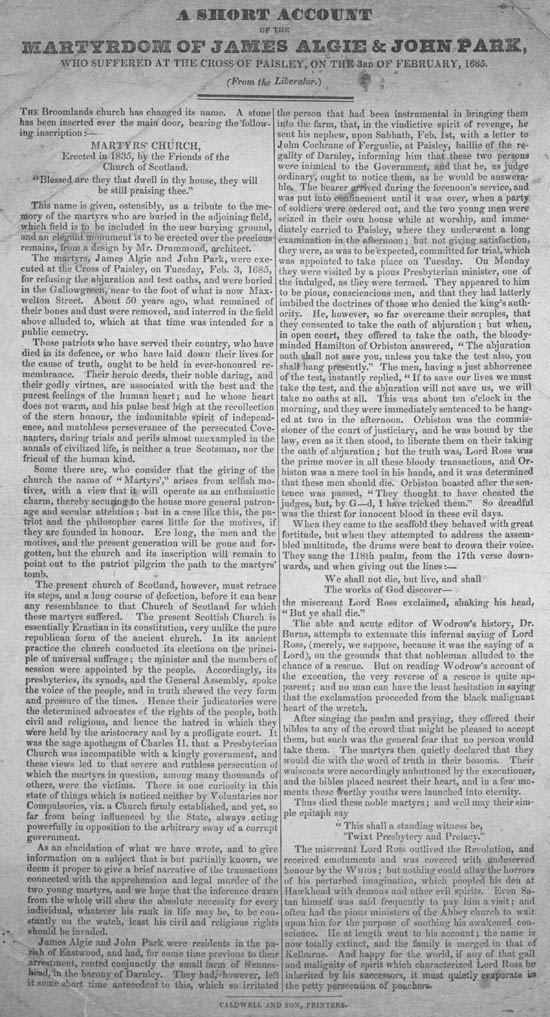 A SHORT ACCOUNT
OF THE
MARTYRDOM OF JAMES ALGIE & JOHN PARK,
WHO SUFFERED AT THE CROSS OF PAISLEY, ON THE 3RD OF FEBRUARY, 1685.
(From the Liberator.)
THE Broomlands church has changed its name. A stone
has been inserted over the main door, bearing the follow-
ing inscription:—
MARTYRS' CHURCH,
Erected in 1835, by the Friends of the
Church of Scotland.
"Blessed are they that dwell in thy house, they will
be still praising thee."
This name is given, ostensibly, as a tribute to the me-
mory of the martyrs who are buried in the adjoining field,
which field is to be included in the new burying ground,
and an elegant monument is to be erected over the precious
remains, from a design by Mr. Drummond, architect.
The martyrs, James Algie and John Park, were exe-
cuted at the Cross of Paisley, on Tuesday, Feb. 3, 1685,
for refusing the abjuration and test oaths, and were buried
in the Gallowgreen, near to the foot of what is now Max-
welton Street. About 50 years ago, what remained of
their bones and dust were removed, and interred in the field
above alluded to, which at that time was intended for a
public cemetry.
Those patriots who have served their country, who have
died in its defence, or who have laid down their lives for
the cause of truth, ought to be held in ever-honoured re-
membrance. Their heroic deeds, their noble daring, and
their godly virtues, are associated with the best and the
purest feelings of the human heart; and he whose heart
does not warm, and his pulse beat high at the recollection
of the stern honour, the indomitable spirit of independ-
ence, and matchless perseverance of the persecuted Cove-
nanters, during trials and perils almost unexampled in the
annals of civilized life, is neither a true Scotsman, nor the
friend of the human kind.
Some there are, who consider that the giving of the
church the name of "Martyrs'," arises from selfish mo-
tives, with a view that it will operate as an enthusiastic
charm, thereby securing to the house more general patron-
age and secular attention; but in a case like this, the pa-
triot and the philosopher cares little for the motives, if
they are founded in honour. Ere long, the men and the
motives, and the present generation will be gone and for-
gotten, but the church and its inscription will remain to
point out to the patriot pilgrim the path to the martyrs'
tomb.
The present church of Scotland, however, must retrace
its steps, and a long course of defection, before it can bear
any resemblance to that Church of Scotland for which
these martyrs suffered. The present Scottish Church is
essentially Erastian in its constitution, very unlike the pure
republican form of the ancient church. In its ancient
practice the church conducted its elections on the princi-
ple of universal suffrage; the minister and the members of
session were appointed by the people. Accordingly, its
presbyteries, its synods, and the General Assembly, spoke
the voice of the people, and in truth shewed the very form
and pressure of the times. Hence their judicatories were
the determined advocates of the rights of the people, both
civil and religious, and hence the hatred in which they
were held by the aristocracy and by a profligate court. It
was the sage apothegm of Charles II. that a Presbyterian
Church was incompatible with a kingly government, and
these views led to that severe and ruthless persecution of
which the martyrs in question, among many thousands of
others, were the victims. There is one curiosity in this
state of things which is noticed neither by Voluntaries nor
Compulsories, viz. a Church firmly established, and yet, so
far from being influenced by the State, always acting
powerfully in opposition to the arbitrary sway of a corrupt
government.
As an elucidation of what we have wrote, and to give
information on a subject that is but partially known, we
deem it proper to give a brief narrative of the transactions
connected with the apprehension and legal murder of the
two young martyrs, and we hope that the inference drawn
from the whole will shew the absolute necessity for every
individual, whatever his rank in life may be, to be con-
stantly on the watch, least his civil and religious rights
should be invaded.
James Algie and John Park were residents in the pa-
rish of Eastwood, and had, for some time previous to their
arrestment, rented conjunctly the small farm of Kennes-
head, in the barony of Darnley. They had, however, left
it some short time antecedent to this, which so irritated
the person that had been instrumental in bringing them
into the farm, that, in the vindictive spirit of revenge, he
sent his nephew, upon Sabbath, Feb. 1st, with a letter to
John Cochrane of Ferguslie, at Paisley, baillie of the re-
gality of Darnley, informing him that these two persons
were inimical to the Government, and that he, as judge
ordinary, ought to notice them, as he would be answera-
ble. The bearer arrived during the forenoon's service, and
was put into confinement until it was over, when a party
of soldiers were ordered out, and the two young men were
seized in their own house while at worship, and imme-
diately carried to Paisley, where they underwent a long
examination in the afternoon; but not giving satisfaction,
they were, as was to be expected, committed for trial, which
was appointed to take place on Tuesday. On Monday
they were visited by a pious Presbyterian minister, one of
the indulged, as they were termed. They appeared to him
to be pious, conscientious men, and that they had latterly
imbibed the doctrines of those who denied the king's auth-
ority. He, however, so far overcame their scruples, that
they consented to take the oath of abjuration; but when,
in open court, they offered to take the oath, the bloody-
minded Hamilton of Orbiston answered, "The abjuration
oath shall not save you, unless you take the test also, you
shall hang presently." The men, having a just abhorrence
of the test, instantly replied, "If to save our lives we must
take the test, and the abjuration will not save us, we will
take no oaths at all. This was about ten o'clock in the
morning, and they were immediately sentenced to be hang-
ed at two in the afternoon. Orbiston was the commis-
sioner of the court of justiciary, and he was bound by the
law, even as it then stood, to liberate them on their taking
the oath of abjuration; but the truth was, Lord Ross was
the prime mover in all these bloody transactions, and Or-
biston was a mere tool in his hands, and it was determined
that these men should die. Orbiston boasted after the sen-
tence was passed, "They thought to have cheated the
judges, but, by G—d, I have tricked them." So dreadful
was the thirst for innocent blood in these evil days.
When they came to the scaffold they behaved with great
fortitude, but when they attempted to address the assem-
bled multitude, the drums were beat to drown their voice.
They sang the 118th psalm, from the 17th verse down-
wards, and when giving out the lines:—
We shall not die, but live, and shall
The works of God discover—
the miscreant Lord Ross exclaimed, shaking his head,
"But ye shall die."
The able and acute editor of Wodrow's history, Dr.
Burns, attempts to extenuate this infernal saying of Lord
Ross, (merely, we suppose, because it was the saying of a
Lord), on the grounds that that nobleman alluded to the
chance of a rescue. But on reading Wodrow's account of
the execution, the very reverse of a rescue is quite ap-
parent; and no man can have the least hesitation in saying
that the exclamation proceeded from the black malignant
heart of the wretch.
After singing the psalm and praying, they offered their
bibles to any of the crowd that might be pleased to accept
them, but such was the general fear that no person would
take them. The martyrs then quietly declared that they
would die with the word of truth in their bosoms. Their
waiscoats were accordingly unbuttoned by the executioner,
and the bibles placed nearest their heart, and in a few mo-
ments these worthy youths were launched into eternity.
Thus died these noble martyrs; and well may their sim-
ple epitaph say
"This shall a standing witness be,
'Twixt Presbytery and Prelacy."
The miscreant Lord Ross outlived the Revolution, and
received emoluments and was covered with undeserved
honour by the WHIGS; but nothing could allay the horrors
of his perturbed imagination, which peopled his den at
Hawkhead with demons and other evil spirits. Even Sa-
tan himself was said frequently to pay him a visit; and
often had the pious ministers of the Abbey church to wait
upon him for the purpose of soothing his awakened con-
science. He at length went to his account; the name is
now totally extinct, and the family is merged in that of
Kelburne. And happy for the world, if any of that gall
and malignity of spirit which characterized Lord Ross be
inherited by his successors, it must quietly evaporate in
the petty persecution of poachers.
CALDWELL AND SON, PRINTERS.